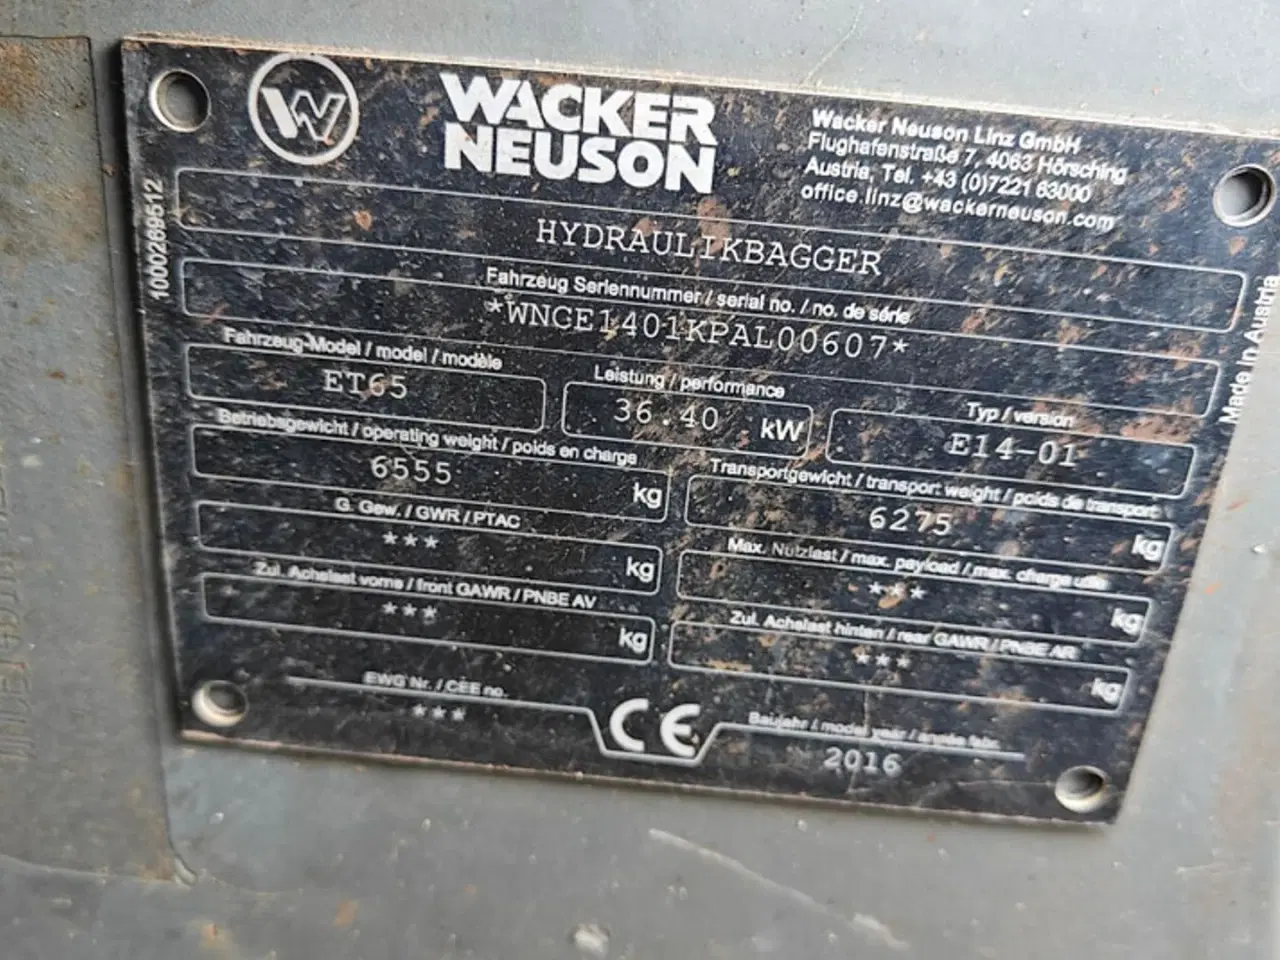 W
WACKER
NEUSON
Wacker Neuson Linz GmbH
Flughafenstraße 7, 4063 Hörsching
Austria, Tel. +43 (0)7221 63000
office.linz@wackerneuson.com
1000269512
HYDRAULIKBAGGER
Fahrzeug Seriennummer / serial no. / no. de série
*WNCE1401KPAL00607*
Fahrzeug-Model / model / modèle
ET65
Leistung / performance
36.40 kW
Typ / version
E14-01
Betriebsgewicht / operating weight / poids en charge
6555 kg
Transportgewicht / transport weight / poids de transport
6275 kg
G. Gew. / GWR / PTAC
*** kg
Max. Nutzlast / max. payload / max. charge utile
*** kg
Zul. Achslast vorne / front GAWR / PNBE AV
*** kg
Zul. Achslast hinten / rear GAWR / PNBE AR
*** kg
EWG Nr. / CEE no.
***
CE
Baujahr / model year / année fabr.
2016
Made in Austria